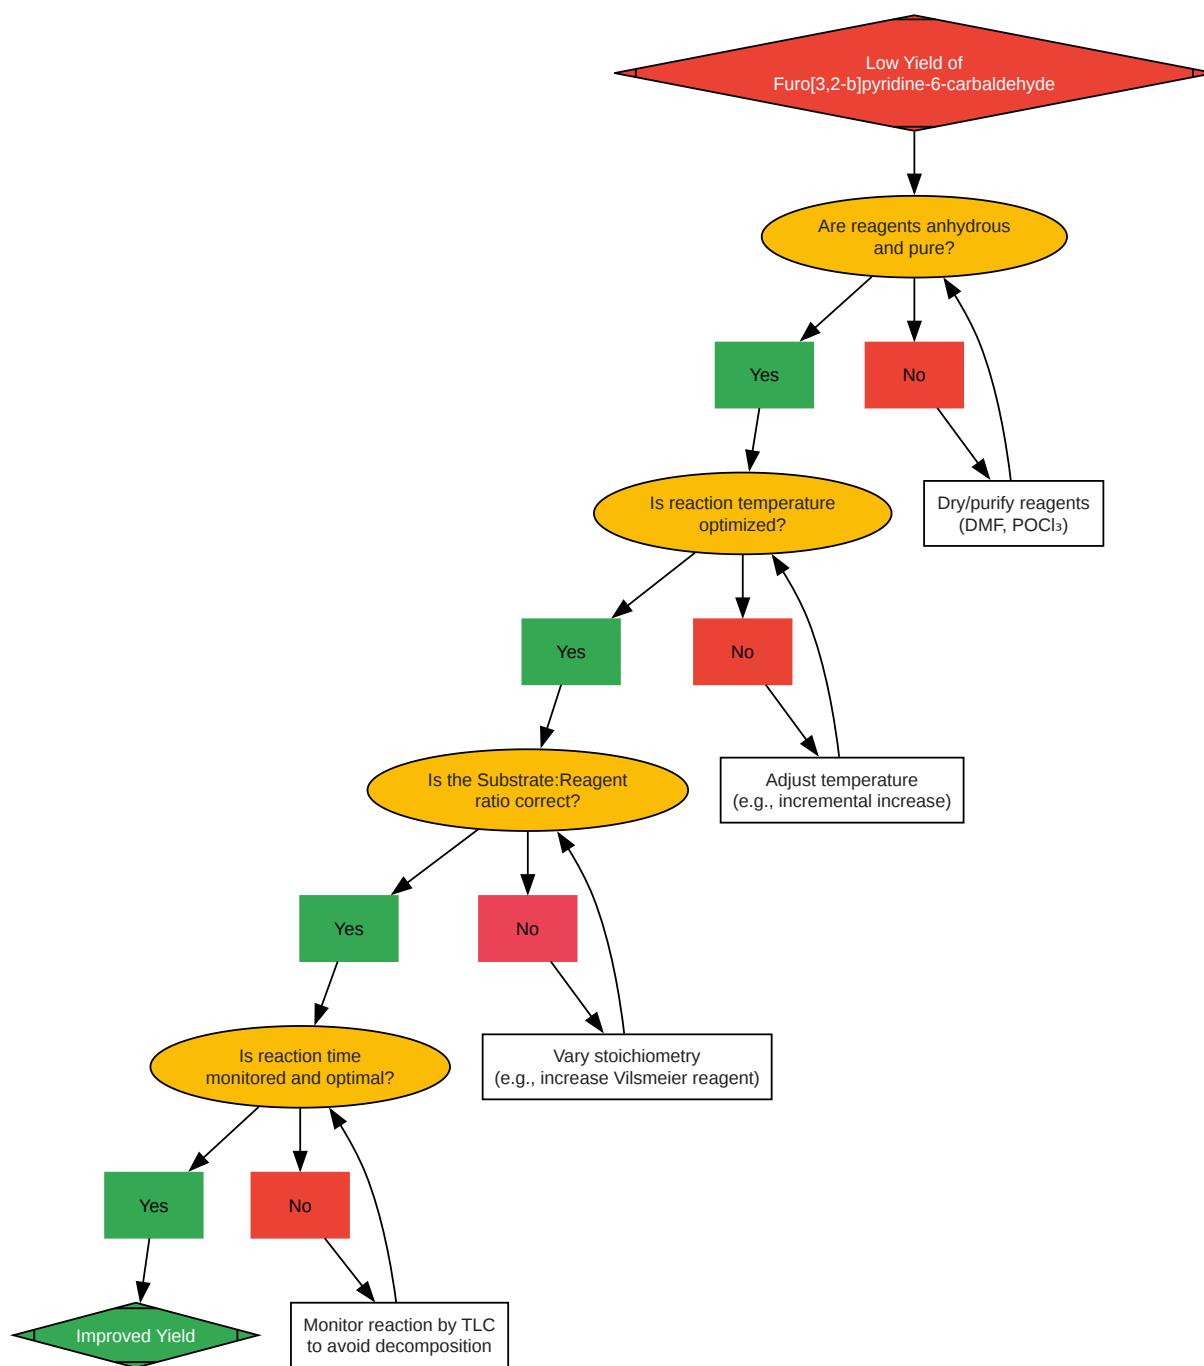 Low Yield of
Furo[3,2-b]pyridine-6-carbaldehyde
Are reagents anhydrous
and pure?
Yes
No
Dry/purify reagents
(DMF, POCl₃)
Is reaction temperature
optimized?
Yes
No
Adjust temperature
(e.g., incremental increase)
Is the Substrate:Reagent
ratio correct?
Yes
No
Vary stoichiometry
(e.g., increase Vilsmeier reagent)
Is reaction time
monitored and optimal?
Yes
No
Monitor reaction by TLC
to avoid decomposition
Improved Yield